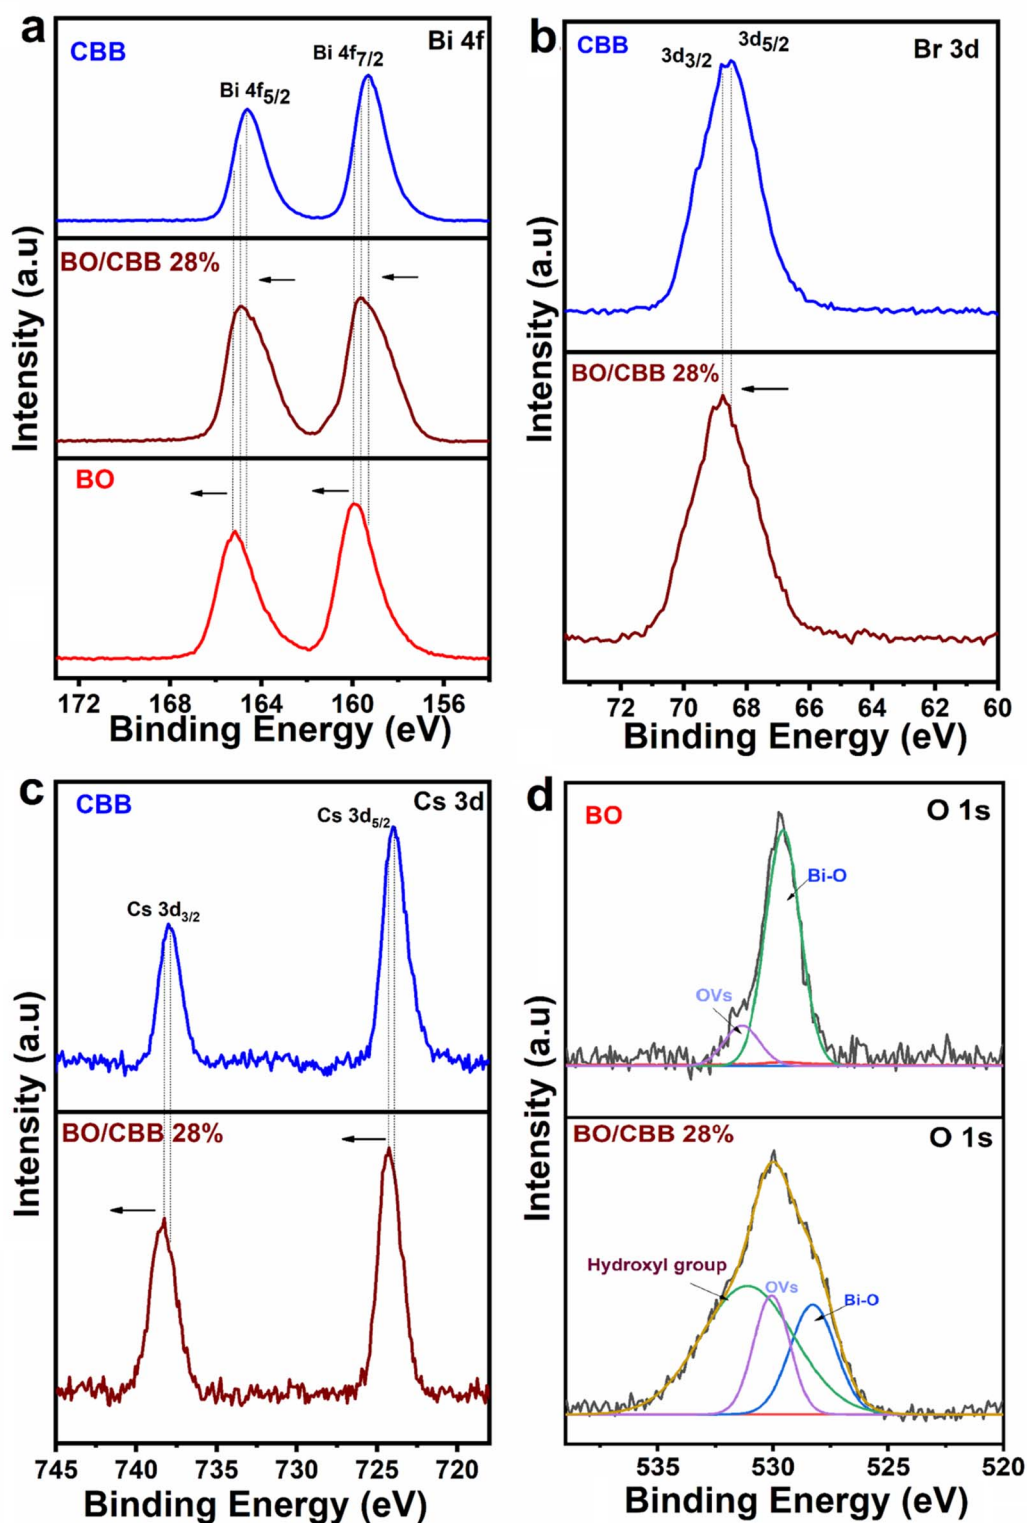 a
CBB
Bi 4f
Bi 4f7/2
Bi 4f5/2
BO/CBB 28%
BO
Intensity (a.u)
172 168 164 160 156
Binding Energy (eV)
b
CBB
3d5/2
3d3/2
Br 3d
BO/CBB 28%
Intensity (a.u)
72 70 68 66 64 62 60
Binding Energy (eV)
c
CBB
Cs 3d
Cs 3d5/2
Cs 3d3/2
BO/CBB 28%
Intensity (a.u)
745 740 735 730 725 720
Binding Energy (eV)
d
BO
O 1s
Bi-O
OVs
BO/CBB 28%
O 1s
Hydroxyl group
OVs
Bi-O
Intensity (a.u)
535 530 525 520
Binding Energy (eV)